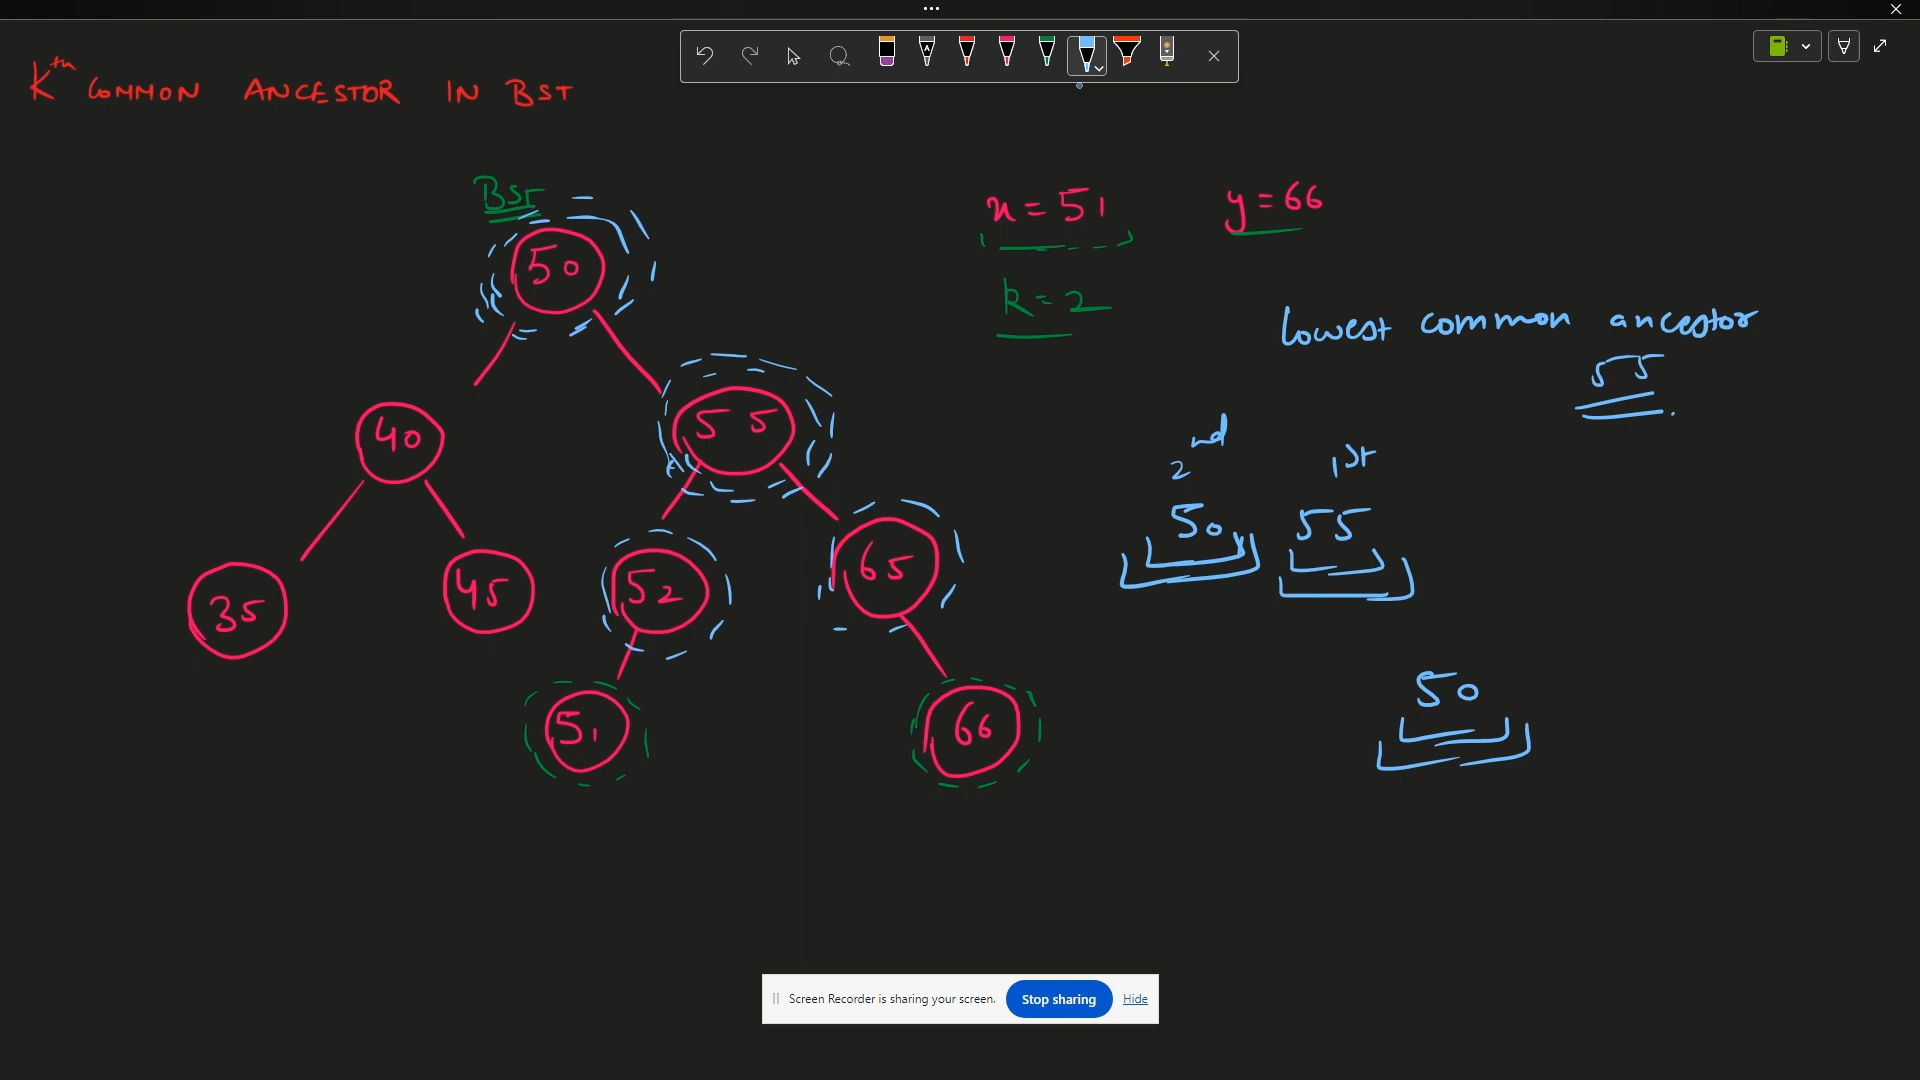 Kth COMMON ANCESTOR IN BST
BST
x = 51
y = 66
50
k = 2
lowest common ancestor
55
40
55
2nd
1st
50
55
35
45
52
65
51
66
50
Screen Recorder is sharing your screen.
Stop sharing
Hide